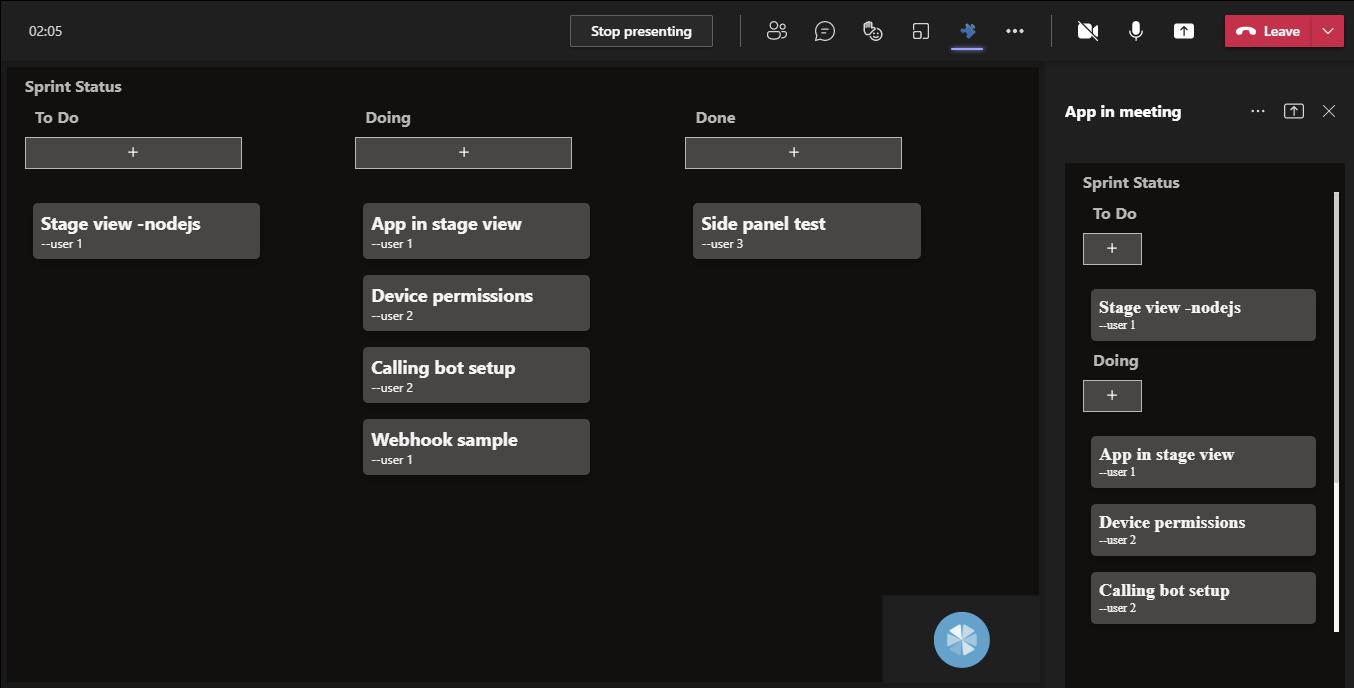 02:05
Stop presenting
Leave
Sprint Status
To Do
Doing
Done
+
+
+
Stage view -nodejs
--user 1
App in stage view
--user 1
Device permissions
--user 2
Calling bot setup
--user 2
Webhook sample
--user 1
Side panel test
--user 3
App in meeting
Sprint Status
To Do
+
Stage view -nodejs
--user 1
Doing
+
App in stage view
--user 1
Device permissions
--user 2
Calling bot setup
--user 2